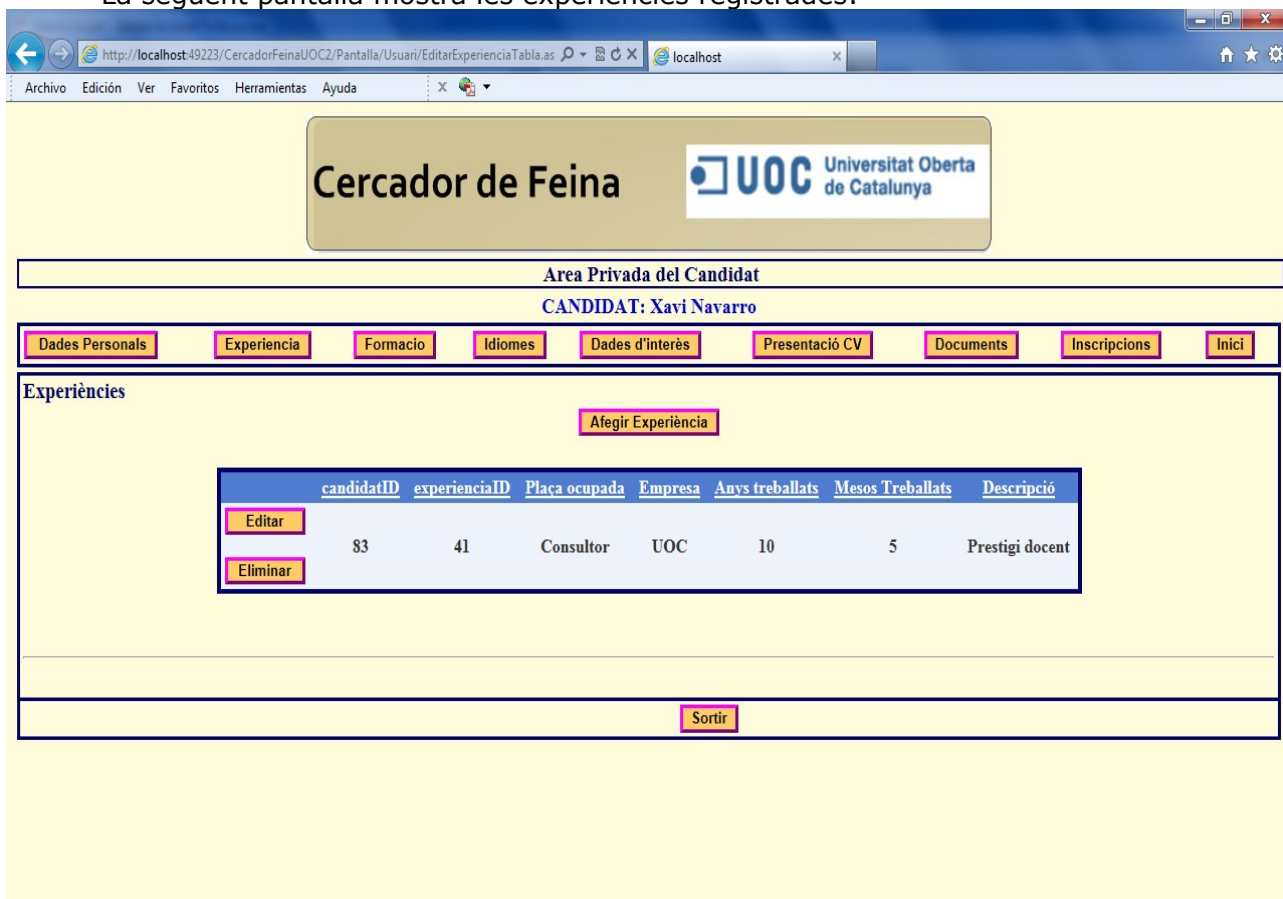 La següent pantalla mostra les experiències registrades:
http://localhost:49223/CercadorFeinaUOC2/Pantalla/Usuari/EditarExperienciaTabla.as
localhost
Archivo Edición Ver Favoritos Herramientas Ayuda
Cercador de Feina
UOC Universitat Oberta
de Catalunya
Area Privada del Candidat
CANDIDAT: Xavi Navarro
Dades Personals Experiencia Formacio Idiomes Dades d'interès Presentació CV Documents Inscripcions Inici
Experiències
Afegir Experiència
candidatID experienciaID Plaça ocupada Empresa Anys treballats Mesos Treballats Descripció
Editar
83 41 Consultor UOC 10 5 Prestigi docent
Eliminar
Sortir